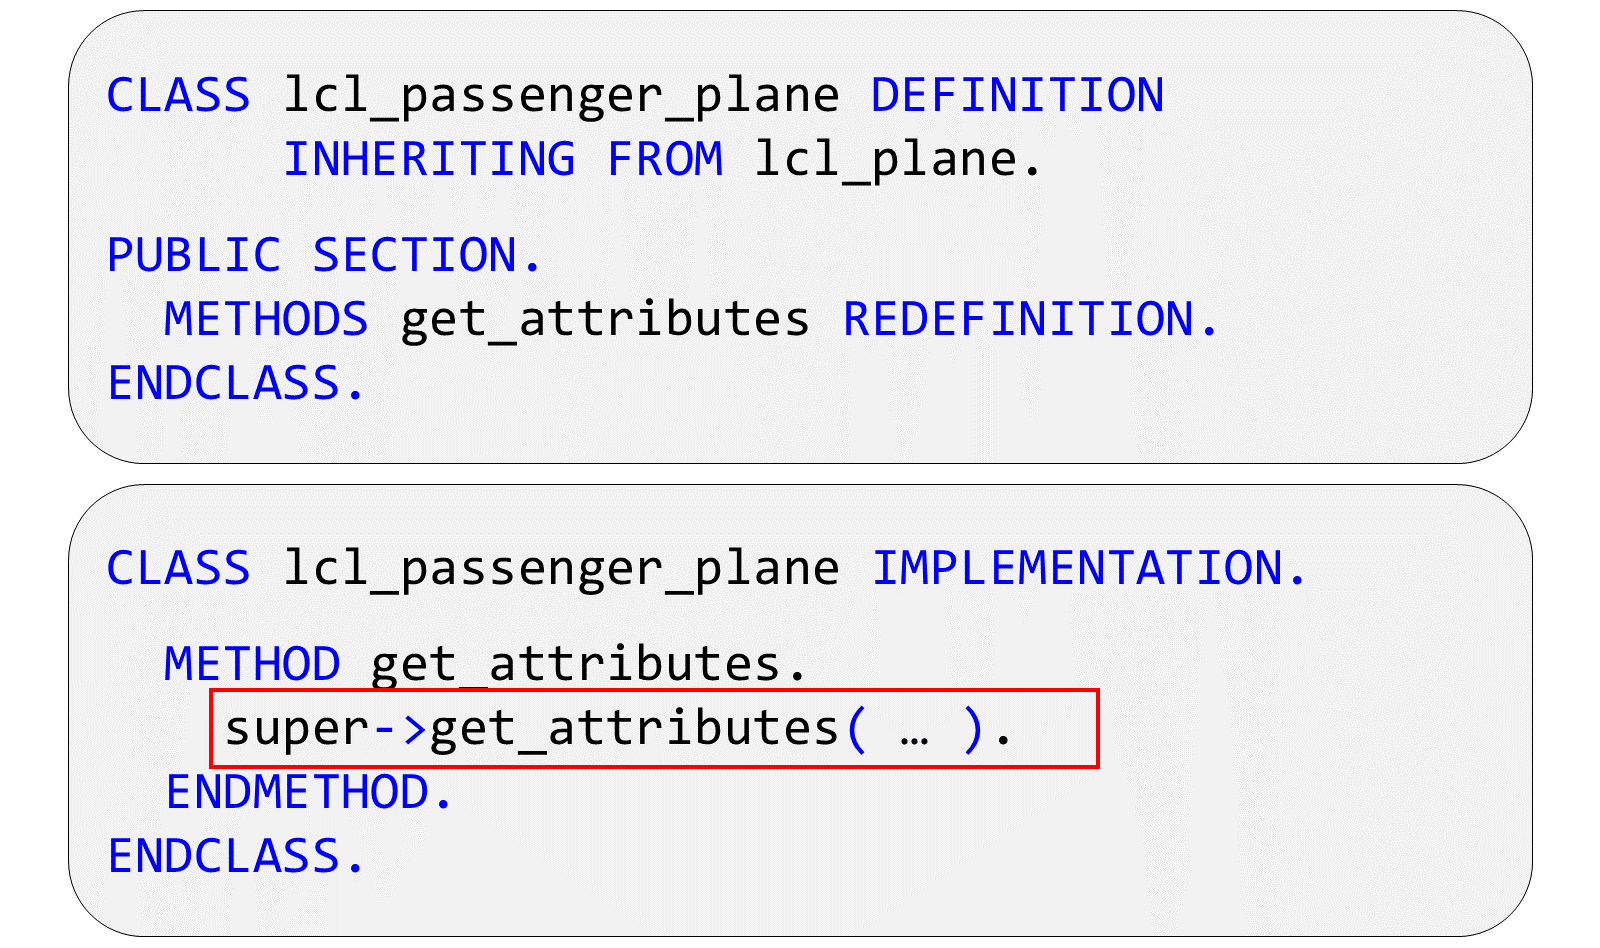 CLASS lcl_passenger_plane DEFINITION
INHERITING FROM lcl_plane.
PUBLIC SECTION.
METHODS get_attributes REDEFINITION.
ENDCLASS.
CLASS lcl_passenger_plane IMPLEMENTATION.
METHOD get_attributes.
super->get_attributes( … ).
ENDMETHOD.
ENDCLASS.